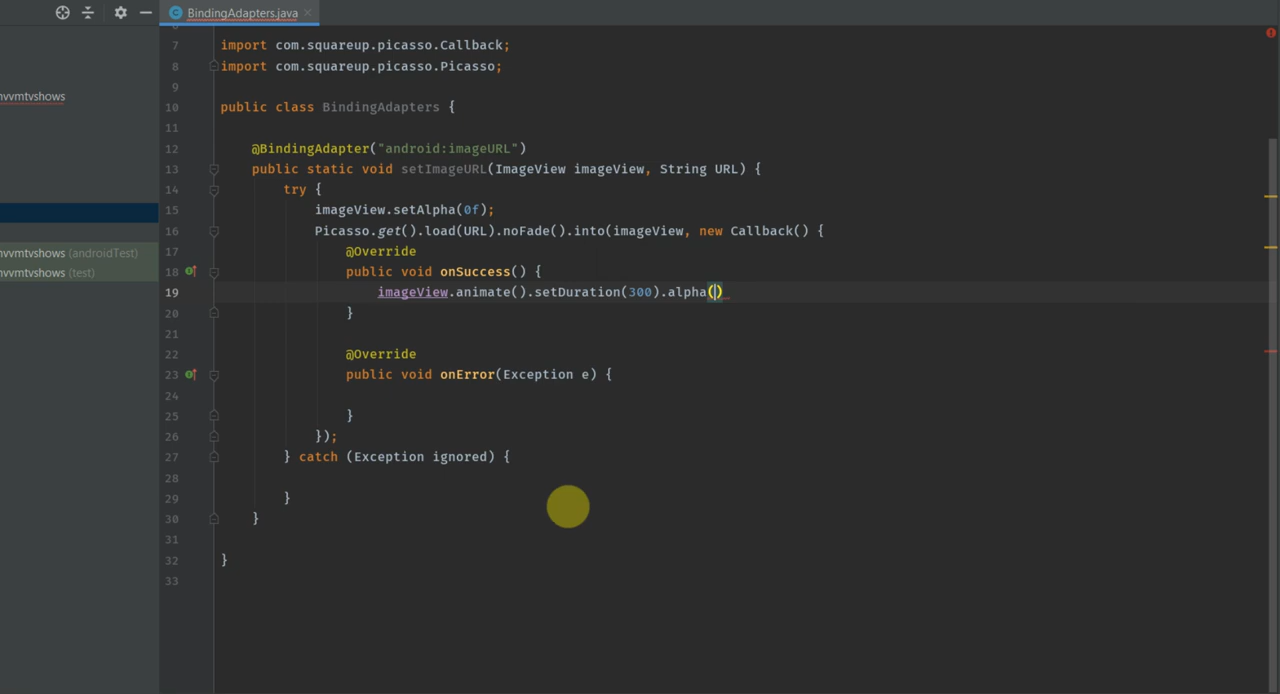 BindingAdapters.java
nvvmtvshows
nvvmtvshows (androidTest)
nvvmtvshows (test)
7 import com.squareup.picasso.Callback;
8 import com.squareup.picasso.Picasso;
9
10 public class BindingAdapters {
11
12 @BindingAdapter("android:imageURL")
13 public static void setImageURL(ImageView imageView, String URL) {
14 try {
15 imageView.setAlpha(0f);
16 Picasso.get().load(URL).noFade().into(imageView, new Callback() {
17 @Override
18 public void onSuccess() {
19 imageView.animate().setDuration(300).alpha()
20 }
21
22 @Override
23 public void onError(Exception e) {
24
25 }
26 });
27 } catch (Exception ignored) {
28
29 }
30 }
31
32 }
33